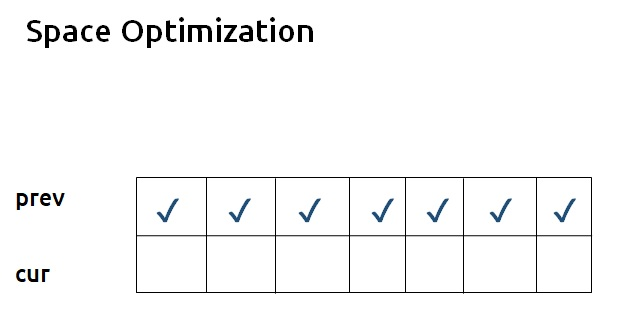 Space Optimization
prev ✓ ✓ ✓ ✓ ✓ ✓ ✓
cur